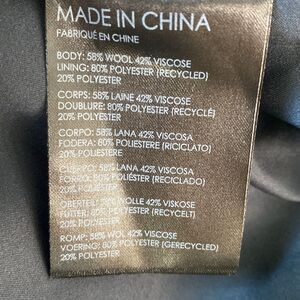 MADE IN CHINA
FABRIQUÉ EN CHINE
BODY: 58% WOOL 42% VISCOSE
LINING: 80% POLYESTER (RECYCLED)
20% POLYESTER
CORPS: 58% LAINE 42% VISCOSE
DOUBLURE: 80% POLYESTER (RECYCLÉ)
20% POLYESTER
CORPO: 58% LANA 42% VISCOSA
FODERA: 80% POLIESTERE (RICICLATO)
20% POLIESTERE
CUERPO: 58% LANA 42% VISCOSA
FORRO: 80% POLIÉSTER (RECICLADO)
20% POLIÉSTER
OBERTEIL: 58% WOLLE 42% VISKOSE
FUTTER: 80% POLYESTER (RECYCELT)
20% POLYESTER
ROMP: 58% WOL 42% VISCOSE
VOERING: 80% POLYESTER (GERECYCLED)
20% POLYESTER